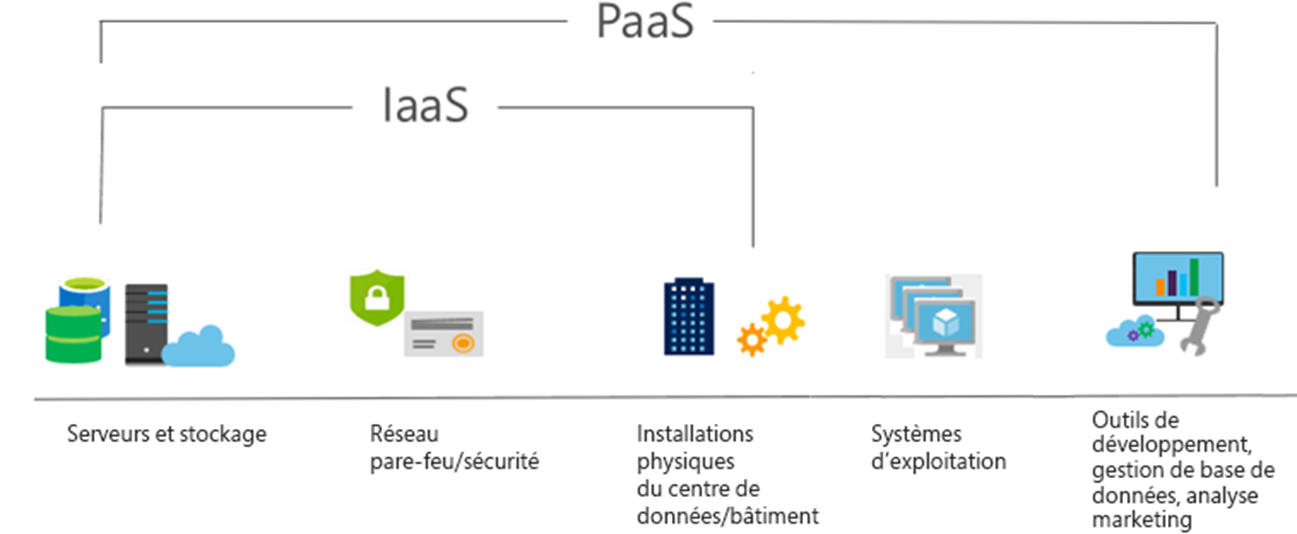 PaaS
IaaS
Serveurs et stockage
Réseau
pare-feu/sécurité
Installations
physiques
du centre de
données/bâtiment
Systèmes
d’exploitation
Outils de
développement,
gestion de base de
données, analyse
marketing